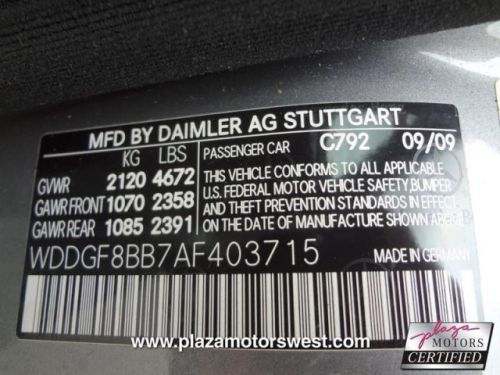 MFD BY DAIMLER AG STUTTGART
KG LBS
GVWR 2120 4672
GAWR FRONT 1070 2358
GAWR REAR 1085 2391
PASSENGER CAR C792 09/09
THIS VEHICLE CONFORMS TO ALL APPLICABLE
U.S. FEDERAL MOTOR VEHICLE SAFETY, BUMPER
AND THEFT PREVENTION STANDARDS IN EFFECT
ON THE DATE OF MANUFACTURE SHOWN ABOVE
WDDGF8BB7AF403715
MADE IN GERMANY
www.plazamotorswest.com
plaza
MOTORS
CERTIFIED